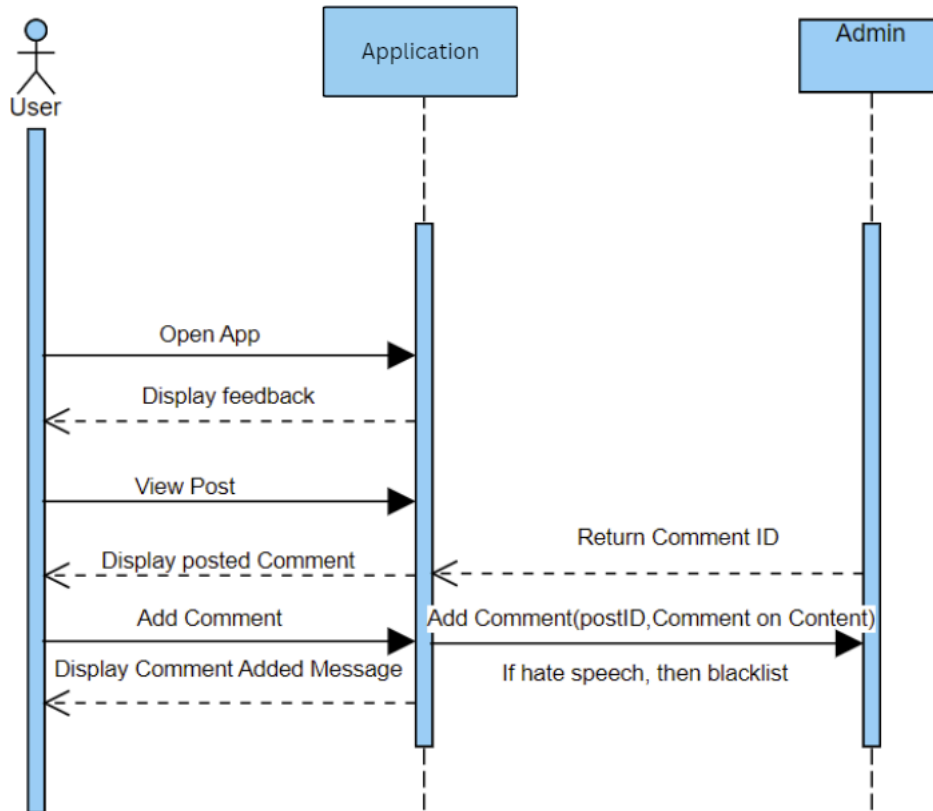 Application
Admin
User
Open App
Display feedback
View Post
Return Comment ID
Display posted Comment
Add Comment
Add Comment(postID,Comment on Content)
Display Comment Added Message
If hate speech, then blacklist